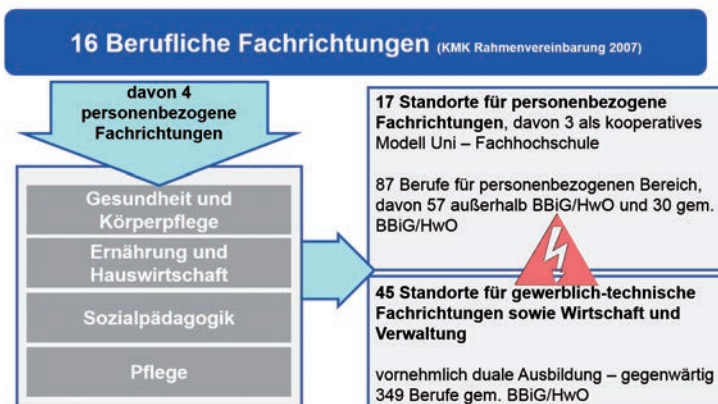 16 Berufliche Fachrichtungen (KMK Rahmenvereinbarung 2007)
davon 4
personenbezogene
Fachrichtungen
Gesundheit und
Körperpflege
Ernährung und
Hauswirtschaft
Sozialpädagogik
Pflege
17 Standorte für personenbezogene
Fachrichtungen, davon 3 als kooperatives
Modell Uni – Fachhochschule
87 Berufe für personenbezogenen Bereich,
davon 57 außerhalb BBiG/HwO und 30 gem.
BBiG/HwO
45 Standorte für gewerblich-technische
Fachrichtungen sowie Wirtschaft und
Verwaltung
vornehmlich duale Ausbildung – gegenwärtig
349 Berufe gem. BBiG/HwO